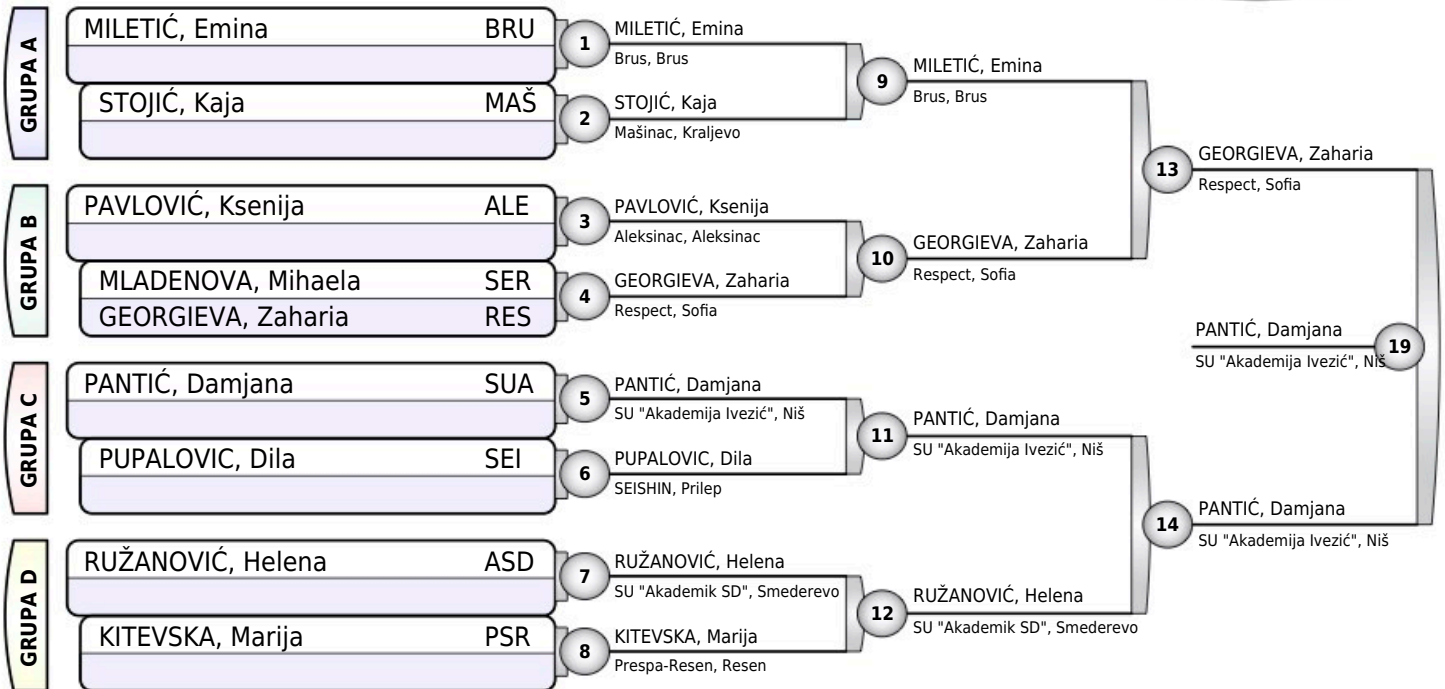 GRUPA A
MILETIĆ, Emina BRU
STOJIĆ, Kaja MAŠ
GRUPA B
PAVLOVIĆ, Ksenija ALE
MLADENOVA, Mihaela SER
GEORGIEVA, Zaharia RES
GRUPA C
PANTIĆ, Damjana SUA
PUPALOVIC, Dila SEI
GRUPA D
RUŽANOVIĆ, Helena ASD
KITEVSKA, Marija PSR
1
MILETIĆ, Emina
Brus, Brus
2
STOJIĆ, Kaja
Mašinac, Kraljevo
3
PAVLOVIĆ, Ksenija
Aleksinac, Aleksinac
4
GEORGIEVA, Zaharia
Respect, Sofia
5
PANTIĆ, Damjana
SU "Akademija Ivezić", Niš
6
PUPALOVIC, Dila
SEISHIN, Prilep
7
RUŽANOVIĆ, Helena
SU "Akademik SD", Smederevo
8
KITEVSKA, Marija
Prespa-Resen, Resen
9
MILETIĆ, Emina
Brus, Brus
10
GEORGIEVA, Zaharia
Respect, Sofia
11
PANTIĆ, Damjana
SU "Akademija Ivezić", Niš
12
RUŽANOVIĆ, Helena
SU "Akademik SD", Smederevo
13
GEORGIEVA, Zaharia
Respect, Sofia
14
PANTIĆ, Damjana
SU "Akademija Ivezić", Niš
PANTIĆ, Damjana
SU "Akademija Ivezić", Niš
19